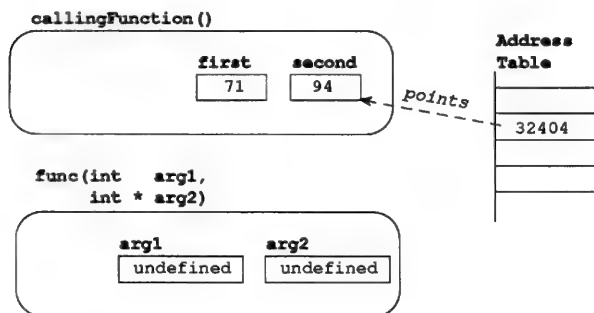 callingFunction()
first second
71 94
Address
Table
points
32404
func(int arg1,
int * arg2)
arg1 arg2
undefined undefined